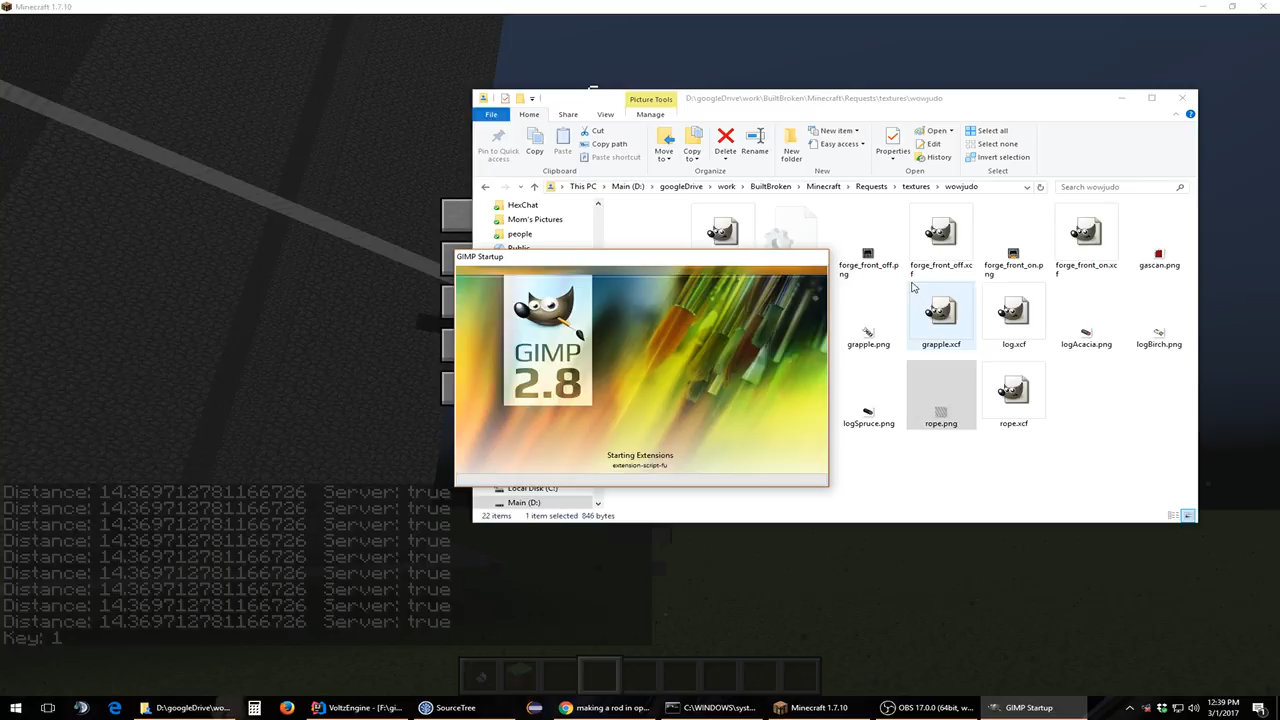 Minecraft 1.7.10
Picture Tools
D:\googleDrive\work\BuiltBroken\Minecraft\Requests\textures\wowjudo
File Home Share View Manage
Pin to Quick access
Copy
Paste
Cut
Copy path
Paste shortcut
Clipboard
Move to
Copy to
Delete
Rename
Organize
New folder
New item
Easy access
New
Properties
Open
Edit
History
Open
Select all
Select none
Invert selection
Select
This PC Main (D:) googleDrive work BuiltBroken Minecraft Requests textures wowjudo
Search wowjudo
HexChat
Mom's Pictures
people
GIMP Startup
GIMP
2.8
Starting Extensions
extension-script-fu
forge_front_off.png
forge_front_off.xcf
forge_front_on.png
forge_front_on.xcf
gascan.png
grapple.png
grapple.xcf
log.xcf
logAcacia.png
logBirch.png
logSpruce.png
rope.png
rope.xcf
Main (D:)
22 items 1 item selected 846 bytes
Distance: 14.369712781166726 Server: true
Distance: 14.369712781166726 Server: true
Distance: 14.369712781166726 Server: true
Distance: 14.369712781166726 Server: true
Distance: 14.369712781166726 Server: true
Distance: 14.369712781166726 Server: true
Distance: 14.369712781166726 Server: true
Distance: 14.369712781166726 Server: true
Distance: 14.369712781166726 Server: true
Key: 1
D:\googleDrive\wo...
VoltzEngine - [F:\gi...
SourceTree
making a rod in op...
C:\WINDOWS\syst...
Minecraft 1.7.10
OBS 17.0.0 (64bit, w...
GIMP Startup
12:39 PM
3/1/2017